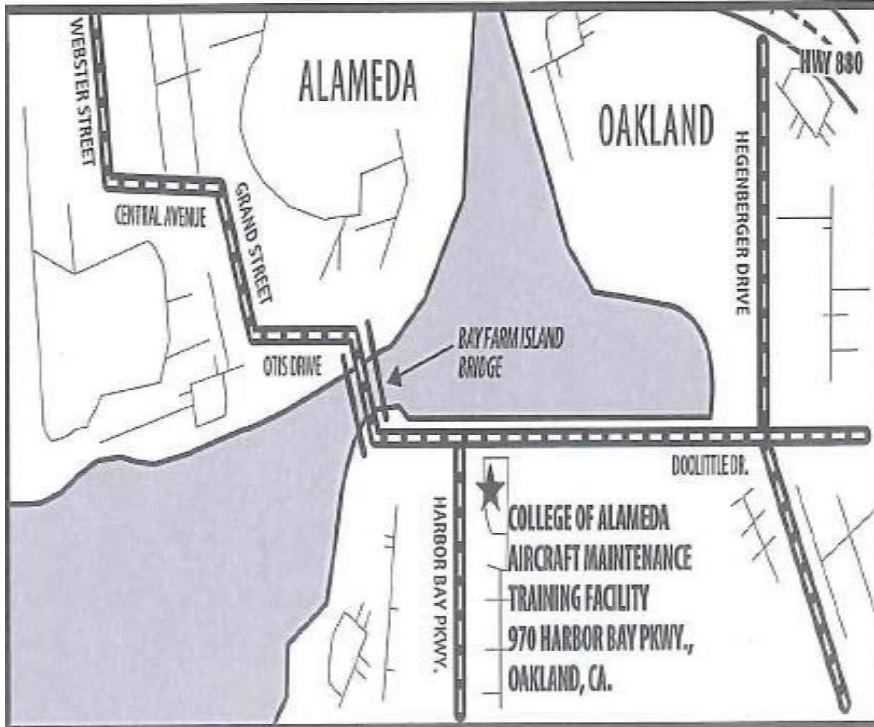 WEBSTER STREET
ALAMEDA
OAKLAND
HWY 880
HEGENBERGER DRIVE
CENTRAL AVENUE
GRAND STREET
OTIS DRIVE
BAY FARM ISLAND
BRIDGE
DOOLITTLE DR.
HARBOR BAY PKWY.
COLLEGE OF ALAMEDA
AIRCRAFT MAINTENANCE
TRAINING FACILITY
970 HARBOR BAY PKWY.,
OAKLAND, CA.